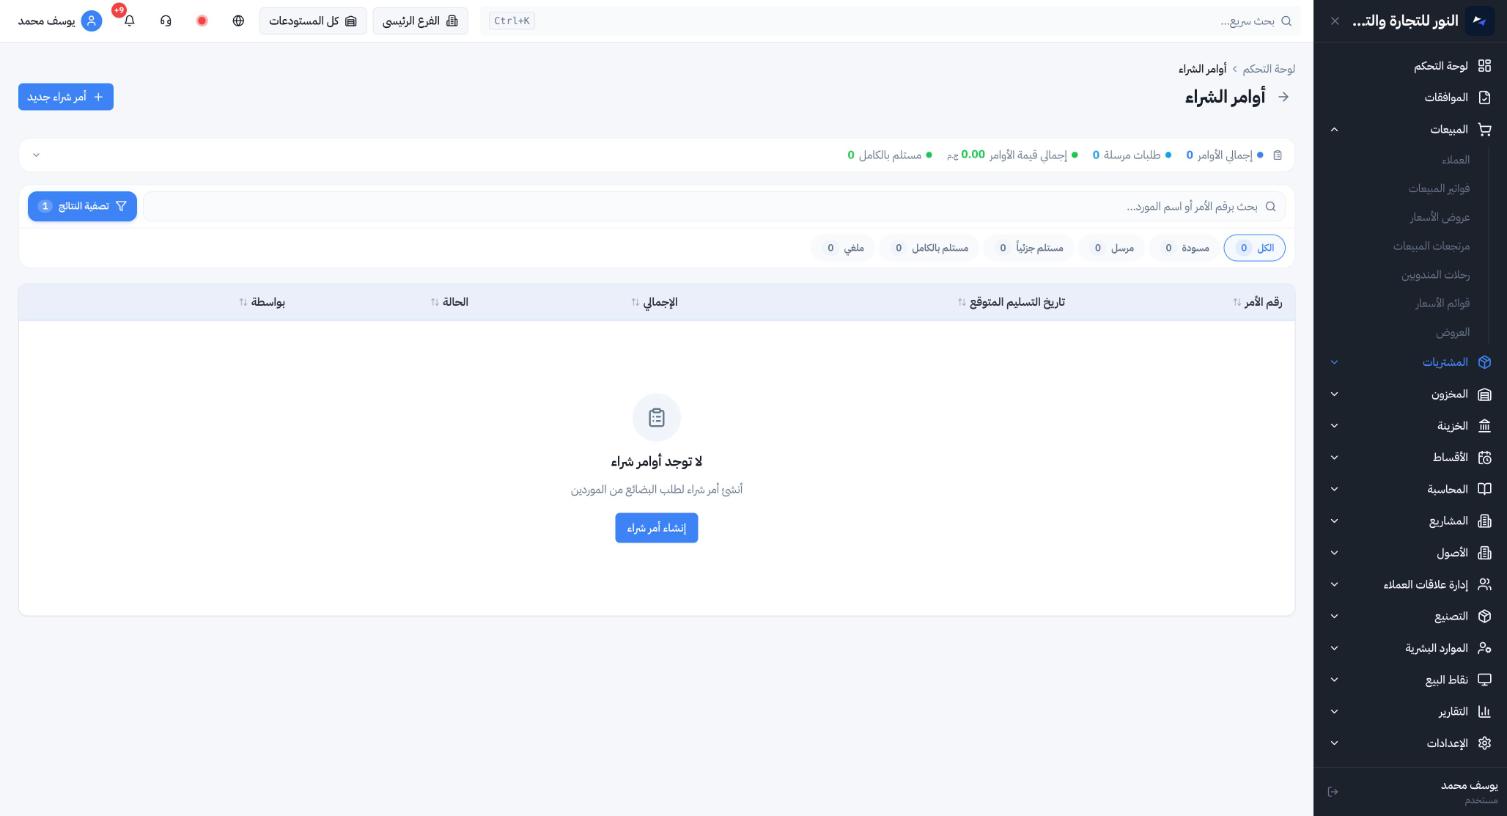 النور للتجارة والتـ...
لوحة التحكم
الموافقات
المبيعات
العملاء
فواتير المبيعات
عروض الأسعار
مرتجعات المبيعات
رحلات المندوبين
قوائم الأسعار
العروض
المشتريات
المخزون
الخزينة
الأقساط
المحاسبة
المشاريع
الأصول
إدارة علاقات العملاء
التصنيع
الموارد البشرية
نقاط البيع
التقارير
الإعدادات
يوسف محمد
مستخدم
بحث سريع... Ctrl+K
الفرع الرئيسي كل المستودعات +9 يوسف محمد
لوحة التحكم › أوامر الشراء
أوامر الشراء
أمر شراء جديد
إجمالي الأوامر 0 طلبات مرسلة 0 إجمالي قيمة الأوامر 0.00 ج.م مستلم بالكامل 0
بحث برقم الأمر أو اسم المورد... تصفية النتائج 1
الكل 0 مسودة 0 مرسل 0 مستلم جزئياً 0 مستلم بالكامل 0 ملغي 0
رقم الأمر تاريخ التسليم المتوقع الإجمالي الحالة بواسطة
لا توجد أوامر شراء
أنشئ أمر شراء لطلب البضائع من الموردين
إنشاء أمر شراء